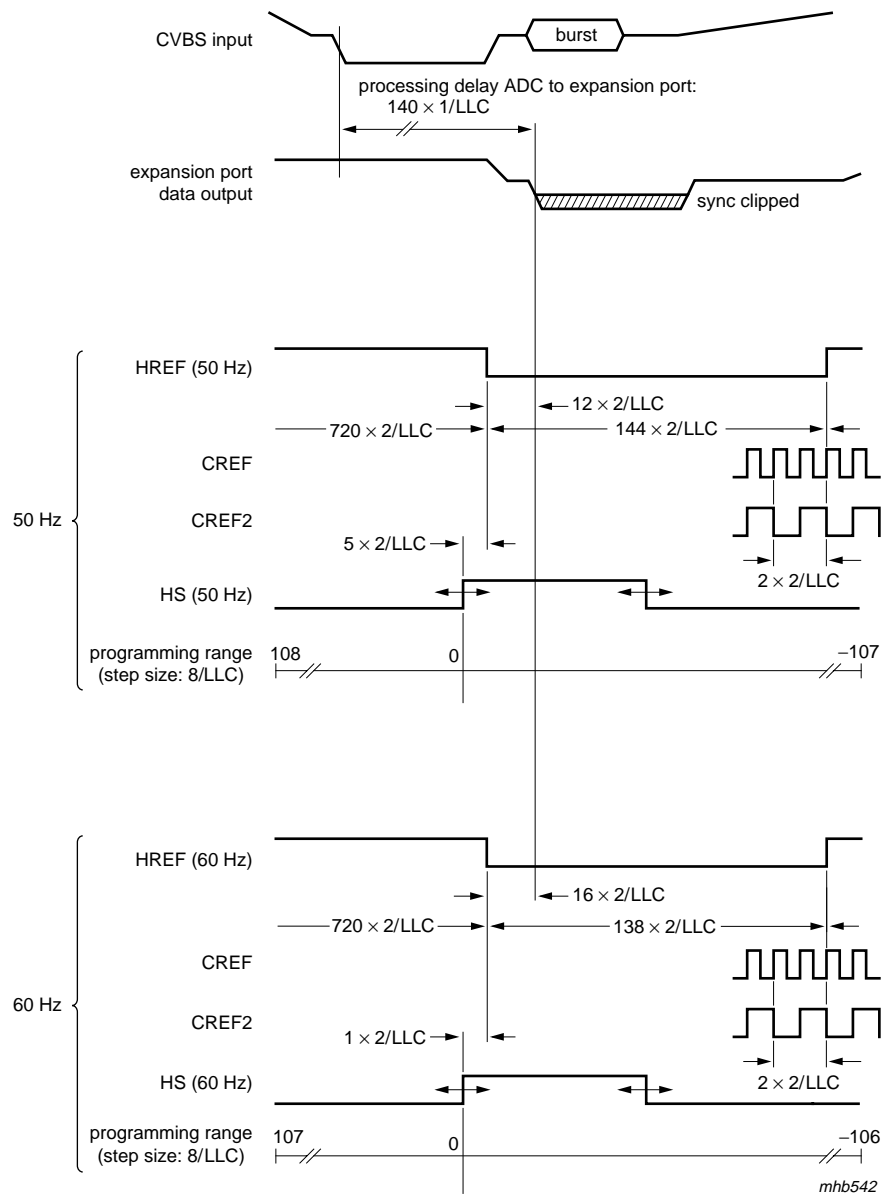 CVBS input
burst
processing delay ADC to expansion port:
140 × 1/LLC
expansion port
data output
sync clipped
50 Hz
HREF (50 Hz)
12 × 2/LLC
720 × 2/LLC
144 × 2/LLC
CREF
CREF2
5 × 2/LLC
2 × 2/LLC
HS (50 Hz)
programming range
(step size: 8/LLC)
108
0
−107
60 Hz
HREF (60 Hz)
16 × 2/LLC
720 × 2/LLC
138 × 2/LLC
CREF
CREF2
1 × 2/LLC
2 × 2/LLC
HS (60 Hz)
programming range
(step size: 8/LLC)
107
0
−106
mhb542